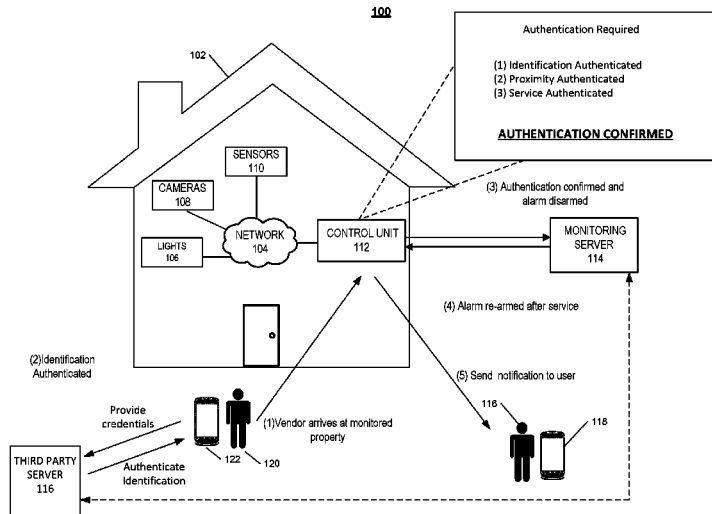 100
Authentication Required
(1) Identification Authenticated
(2) Proximity Authenticated
(3) Service Authenticated
AUTHENTICATION CONFIRMED
102
SENSORS
110
CAMERAS
108
LIGHTS
106
NETWORK
104
CONTROL UNIT
112
(3) Authentication confirmed and
alarm disarmed
MONITORING
SERVER
114
(4) Alarm re-armed after service
(2)Identification
Authenticated
(5) Send notification to user
Provide
credentials
(1)Vendor arrives at monitored
property
116
118
THIRD PARTY
SERVER
116
Authenticate
Identification
122
120